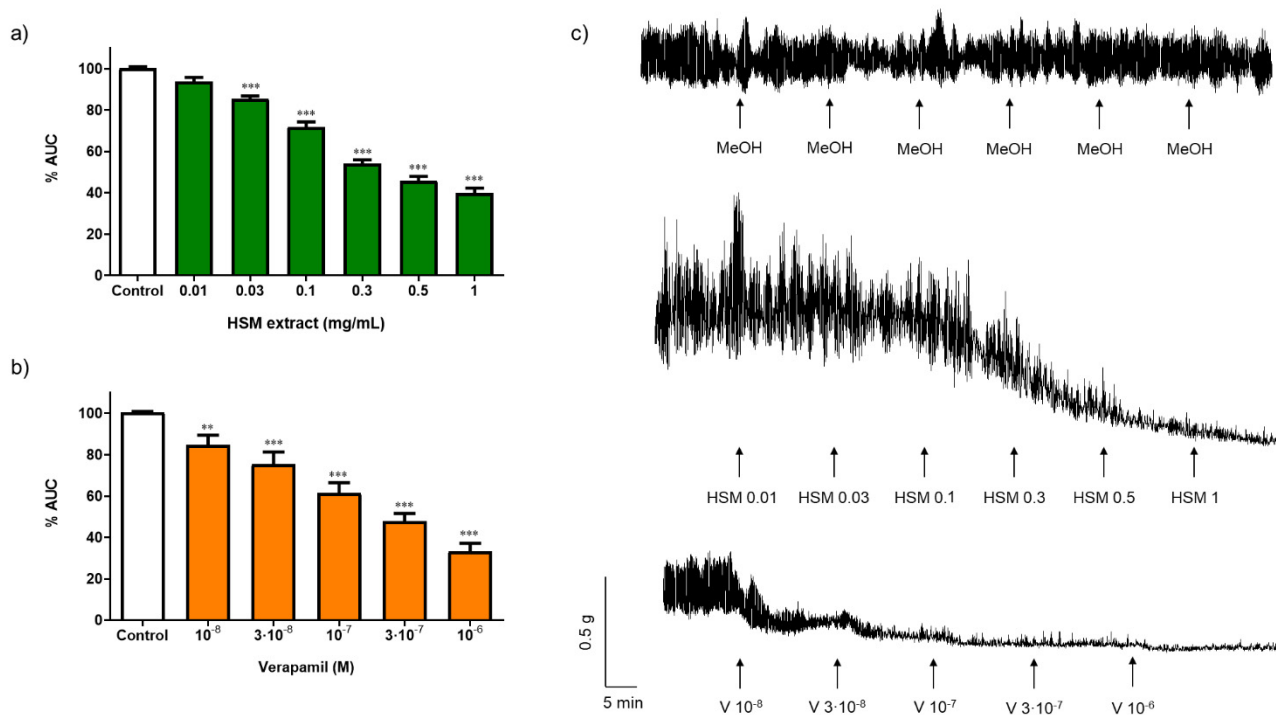 a)
% AUC
100
80
60
40
20
0
***
***
***
***
***
Control 0.01 0.03 0.1 0.3 0.5 1
HSM extract (mg/mL)
b)
% AUC
100
80
60
40
20
0
**
***
***
***
***
Control 10⁻⁸ 3·10⁻⁸ 10⁻⁷ 3·10⁻⁷ 10⁻⁶
Verapamil (M)
c)
MeOH MeOH MeOH MeOH MeOH MeOH
HSM 0.01 HSM 0.03 HSM 0.1 HSM 0.3 HSM 0.5 HSM 1
0.5 g
5 min
V 10⁻⁸ V 3·10⁻⁸ V 10⁻⁷ V 3·10⁻⁷ V 10⁻⁶